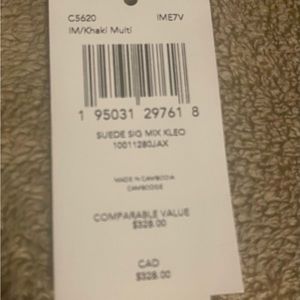 C5620 IME7V
IM/Khaki Multi
1 95031 29761 8
SUEDE SIG MIX KLEO
10011280JAX
MADE IN CAMBODIA
CAMBODGE
COMPARABLE VALUE
$328.00
CAD
$328.00